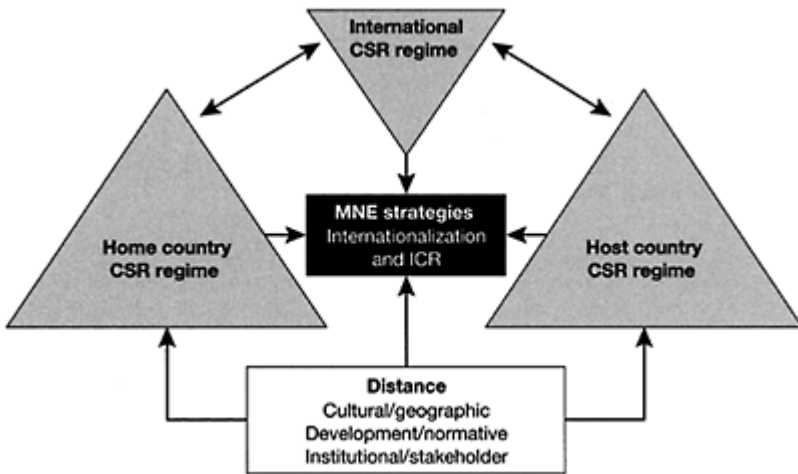 International
CSR regime
MNE strategies
Internationalization
and ICR
Home country
CSR regime
Host country
CSR regime
Distance
Cultural/geographic
Development/normative
Institutional/stakeholder